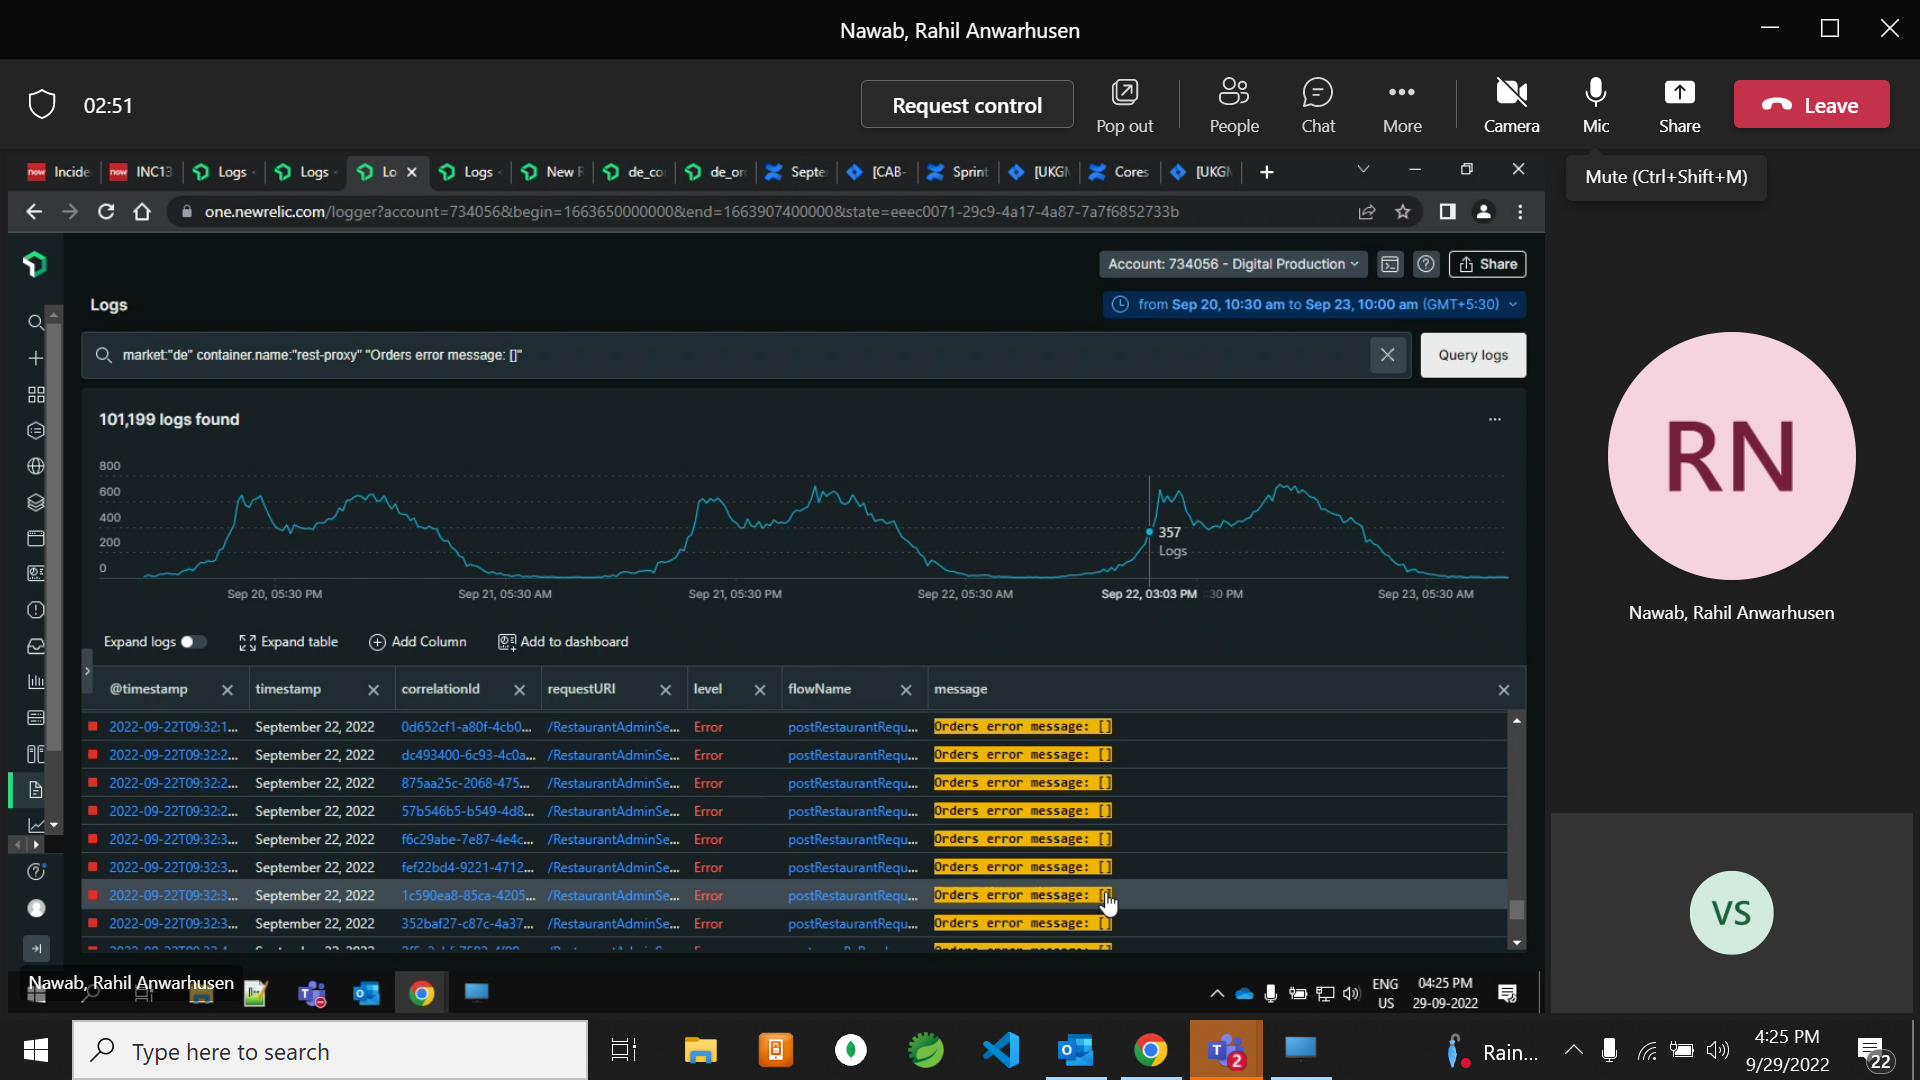 Nawab, Rahil Anwarhusen
02:51
Request control
Pop out
People
Chat
More
Camera
Mic
Share
Leave
Mute (Ctrl+Shift+M)
now Incide
now INC13
Logs
Logs
Lo
Logs
New R
de_co
de_or
Septe
[CAB-
Sprint
[UKGM
Cores
[UKGM
one.newrelic.com/logger?account=734056&begin=1663650000000&end=1663907400000&state=eeec0071-29c9-4a17-4a87-7a7f6852733b
Account: 734056 - Digital Production
Share
Logs
from Sep 20, 10:30 am to Sep 23, 10:00 am (GMT+5:30)
market:"de" container.name:"rest-proxy" "Orders error message: []"
Query logs
101,199 logs found
800
600
400
200
0
357
Logs
Sep 20, 05:30 PM
Sep 21, 05:30 AM
Sep 21, 05:30 PM
Sep 22, 05:30 AM
Sep 22, 03:03 PM
:30 PM
Sep 23, 05:30 AM
Expand logs
Expand table
Add Column
Add to dashboard
@timestamp timestamp correlationId requestURI level flowName message
2022-09-22T09:32:1... September 22, 2022 0d652cf1-a80f-4cb0... /RestaurantAdminSe... Error postRestaurantRequ... Orders error message: []
2022-09-22T09:32:2... September 22, 2022 dc493400-6c93-4c0a... /RestaurantAdminSe... Error postRestaurantRequ... Orders error message: []
2022-09-22T09:32:2... September 22, 2022 875aa25c-2068-475... /RestaurantAdminSe... Error postRestaurantRequ... Orders error message: []
2022-09-22T09:32:2... September 22, 2022 57b546b5-b549-4d8... /RestaurantAdminSe... Error postRestaurantRequ... Orders error message: []
2022-09-22T09:32:3... September 22, 2022 f6c29abe-7e87-4e4c... /RestaurantAdminSe... Error postRestaurantRequ... Orders error message: []
2022-09-22T09:32:3... September 22, 2022 fef22bd4-9221-4712... /RestaurantAdminSe... Error postRestaurantRequ... Orders error message: []
2022-09-22T09:32:3... September 22, 2022 1c590ea8-85ca-4205... /RestaurantAdminSe... Error postRestaurantRequ... Orders error message: [
2022-09-22T09:32:3... September 22, 2022 352baf27-c87c-4a37... /RestaurantAdminSe... Error postRestaurantRequ... Orders error message: []
RN
Nawab, Rahil Anwarhusen
VS
Nawab, Rahil Anwarhusen
ENG
US
04:25 PM
29-09-2022
Type here to search
2
Rain...
4:25 PM
9/29/2022
22